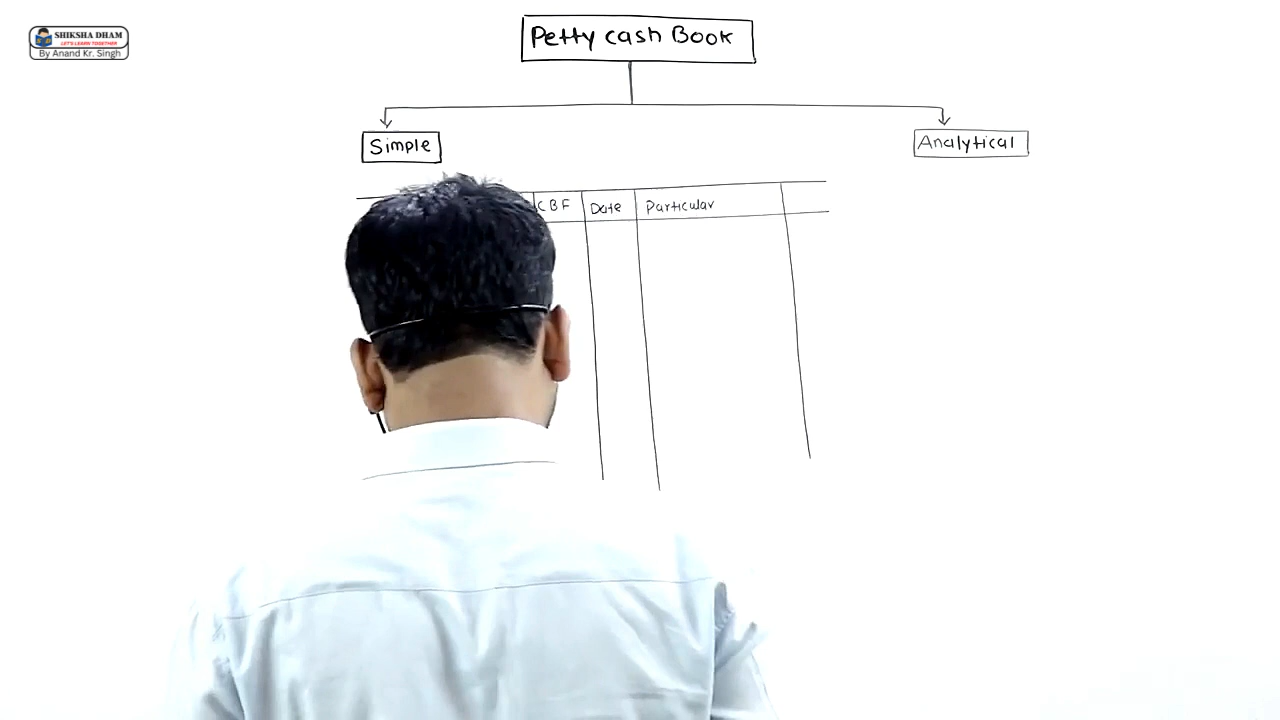 SHIKSHA DHAM
LET'S LEARN TOGETHER
By Anand Kr. Singh
Petty cash Book
Simple
Analytical
CBF Date Particular